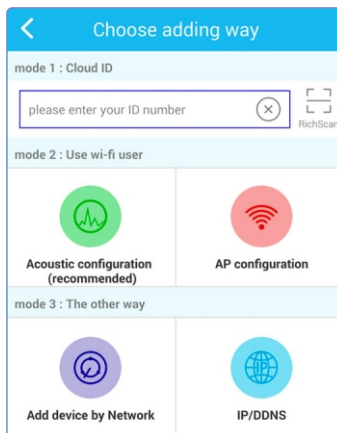 Choose adding way
mode 1 : Cloud ID
please enter your ID number
RichScan
mode 2 : Use wi-fi user
Acoustic configuration
(recommended)
AP configuration
mode 3 : The other way
IP
Add device by Network
IP/DDNS